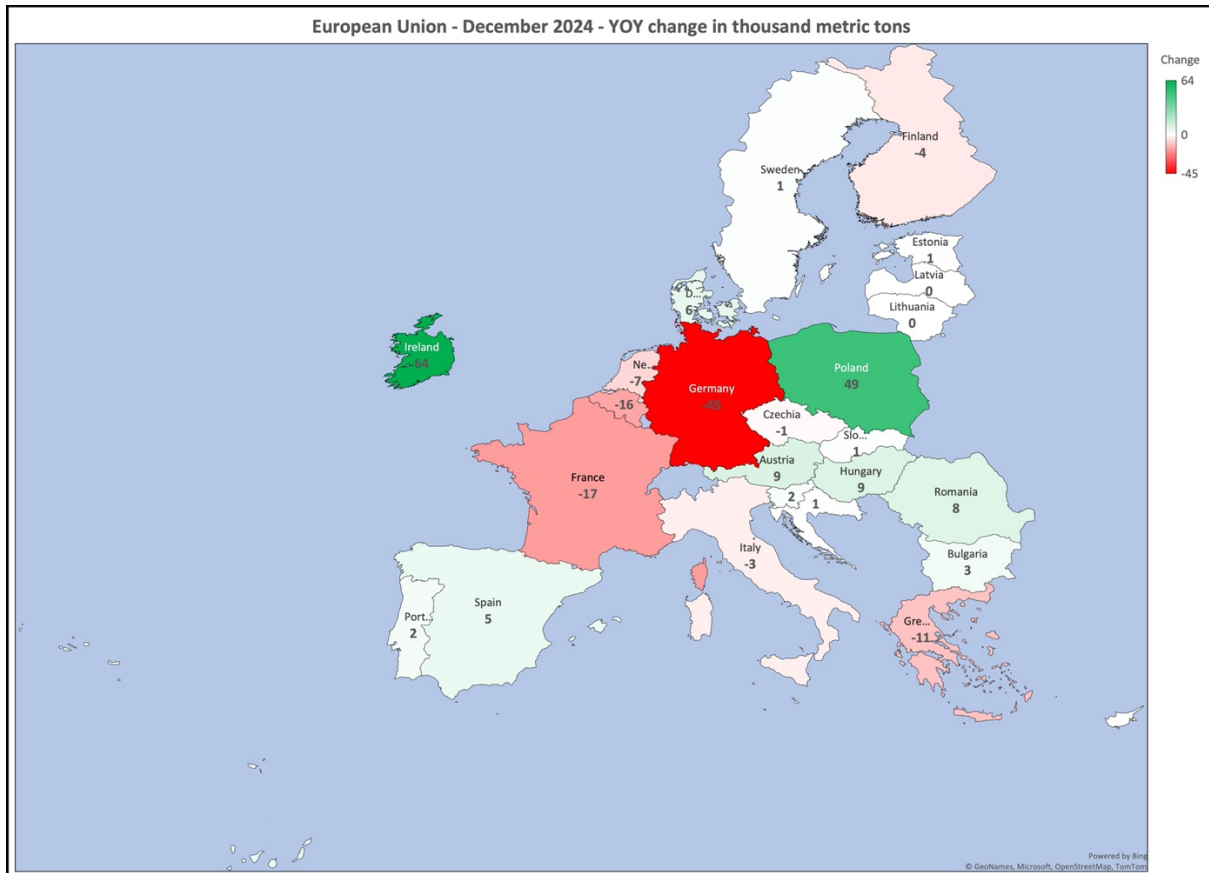 European Union - December 2024 - YOY change in thousand metric tons
Change
64
0
-45
Finland
-4
Sweden
1
Estonia
1
Latvia
0
Lithuania
0
D...
6
Ireland
-64
Ne...
-7
-16
Germany
-45
Poland
49
Czechia
-1
Slo...
1
Austria
9
Hungary
9
France
-17
2
1
Romania
8
Italy
-3
Bulgaria
3
Spain
5
Port...
2
Gre...
-11
Powered by Bing
© GeoNames, Microsoft, OpenStreetMap, TomTom